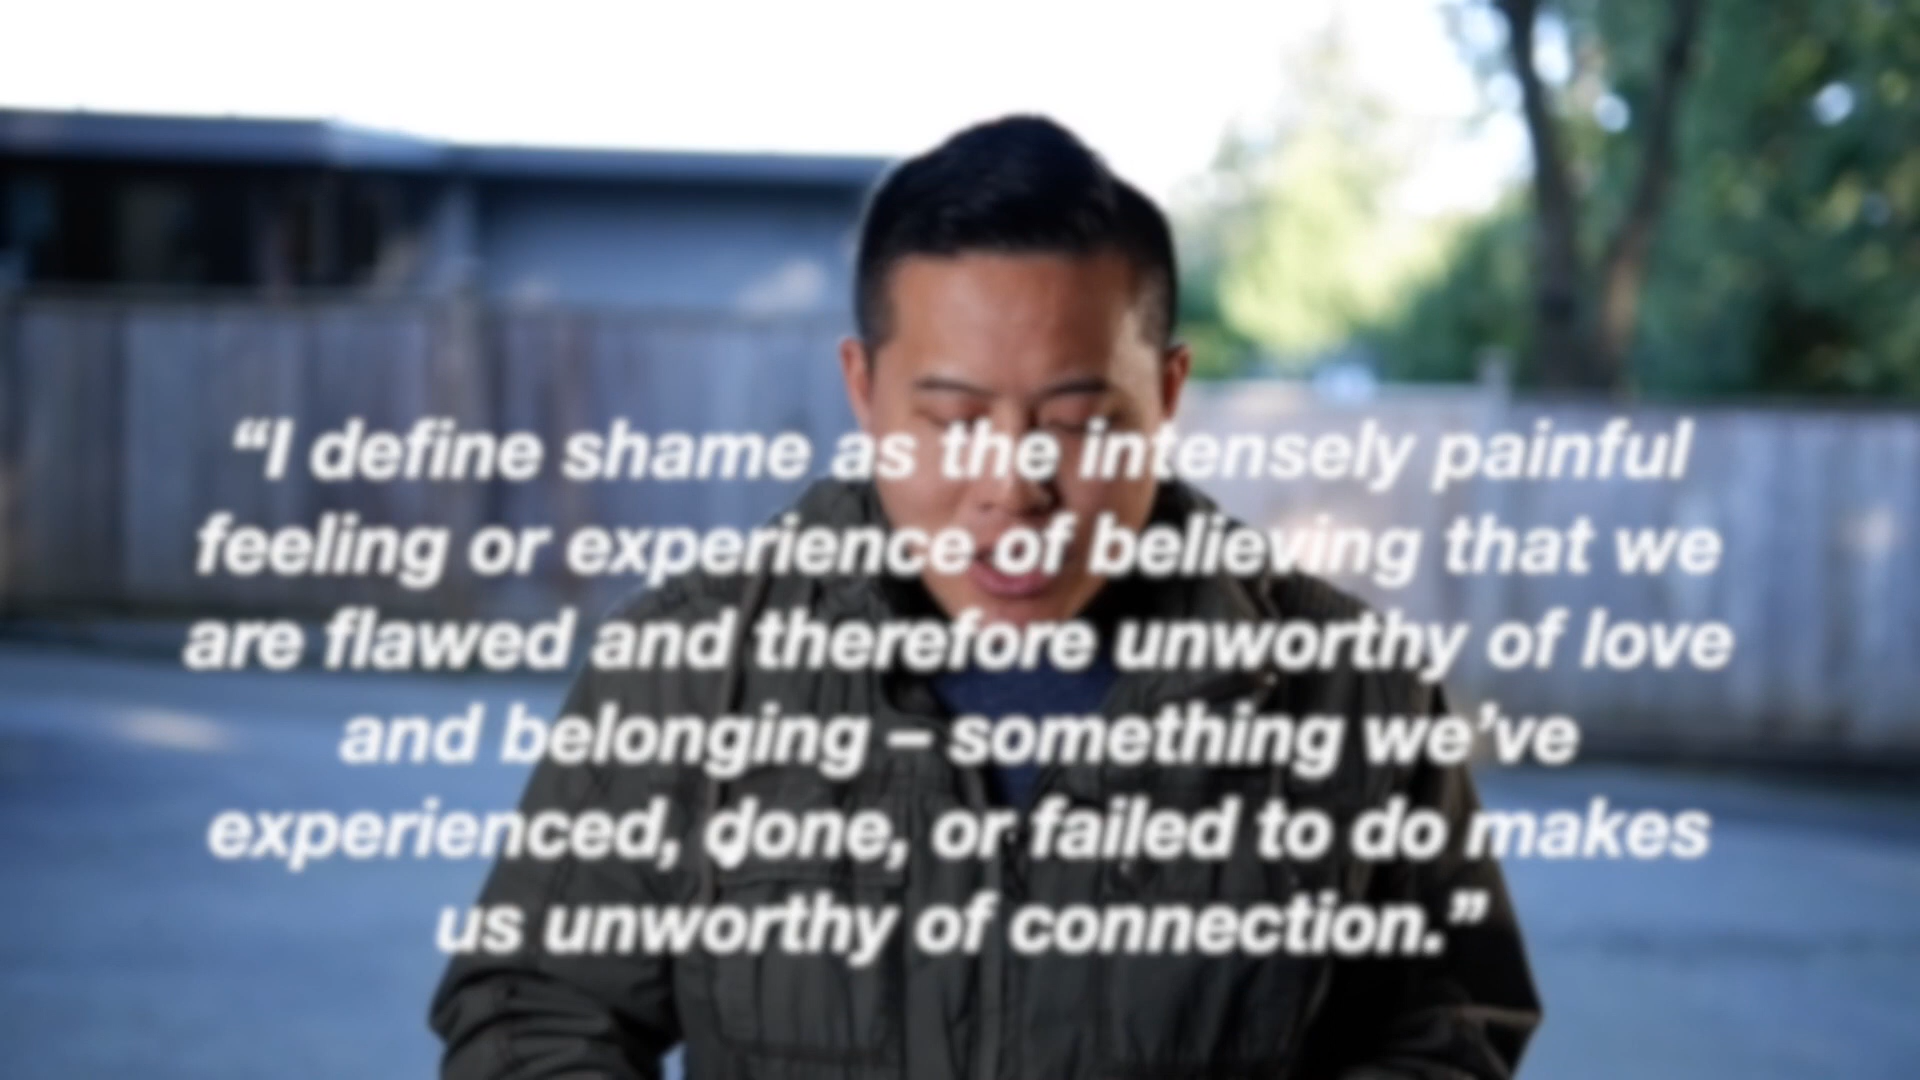 “I define shame as the intensely painful
feeling or experience of believing that we
are flawed and therefore unworthy of love
and belonging – something we’ve
experienced, done, or failed to do makes
us unworthy of connection.”